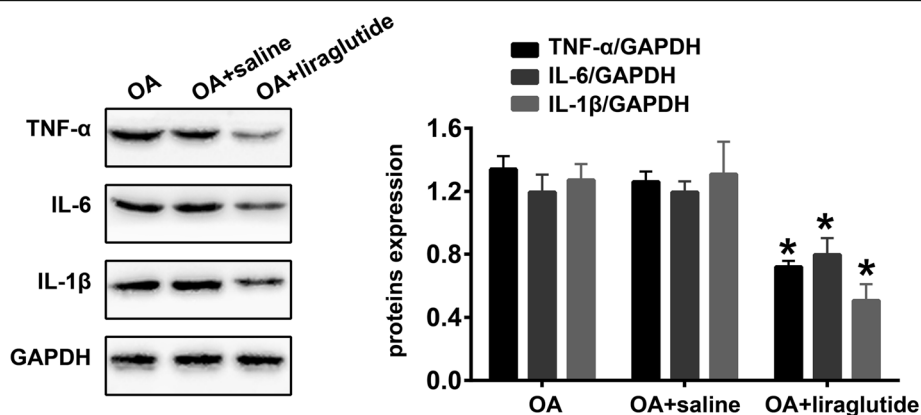 OA
OA+saline
OA+liraglutide
TNF-α
IL-6
IL-1β
GAPDH
TNF-α/GAPDH
IL-6/GAPDH
IL-1β/GAPDH
proteins expression
1.6
1.2
0.8
0.4
0.0
* * *
OA OA+saline OA+liraglutide